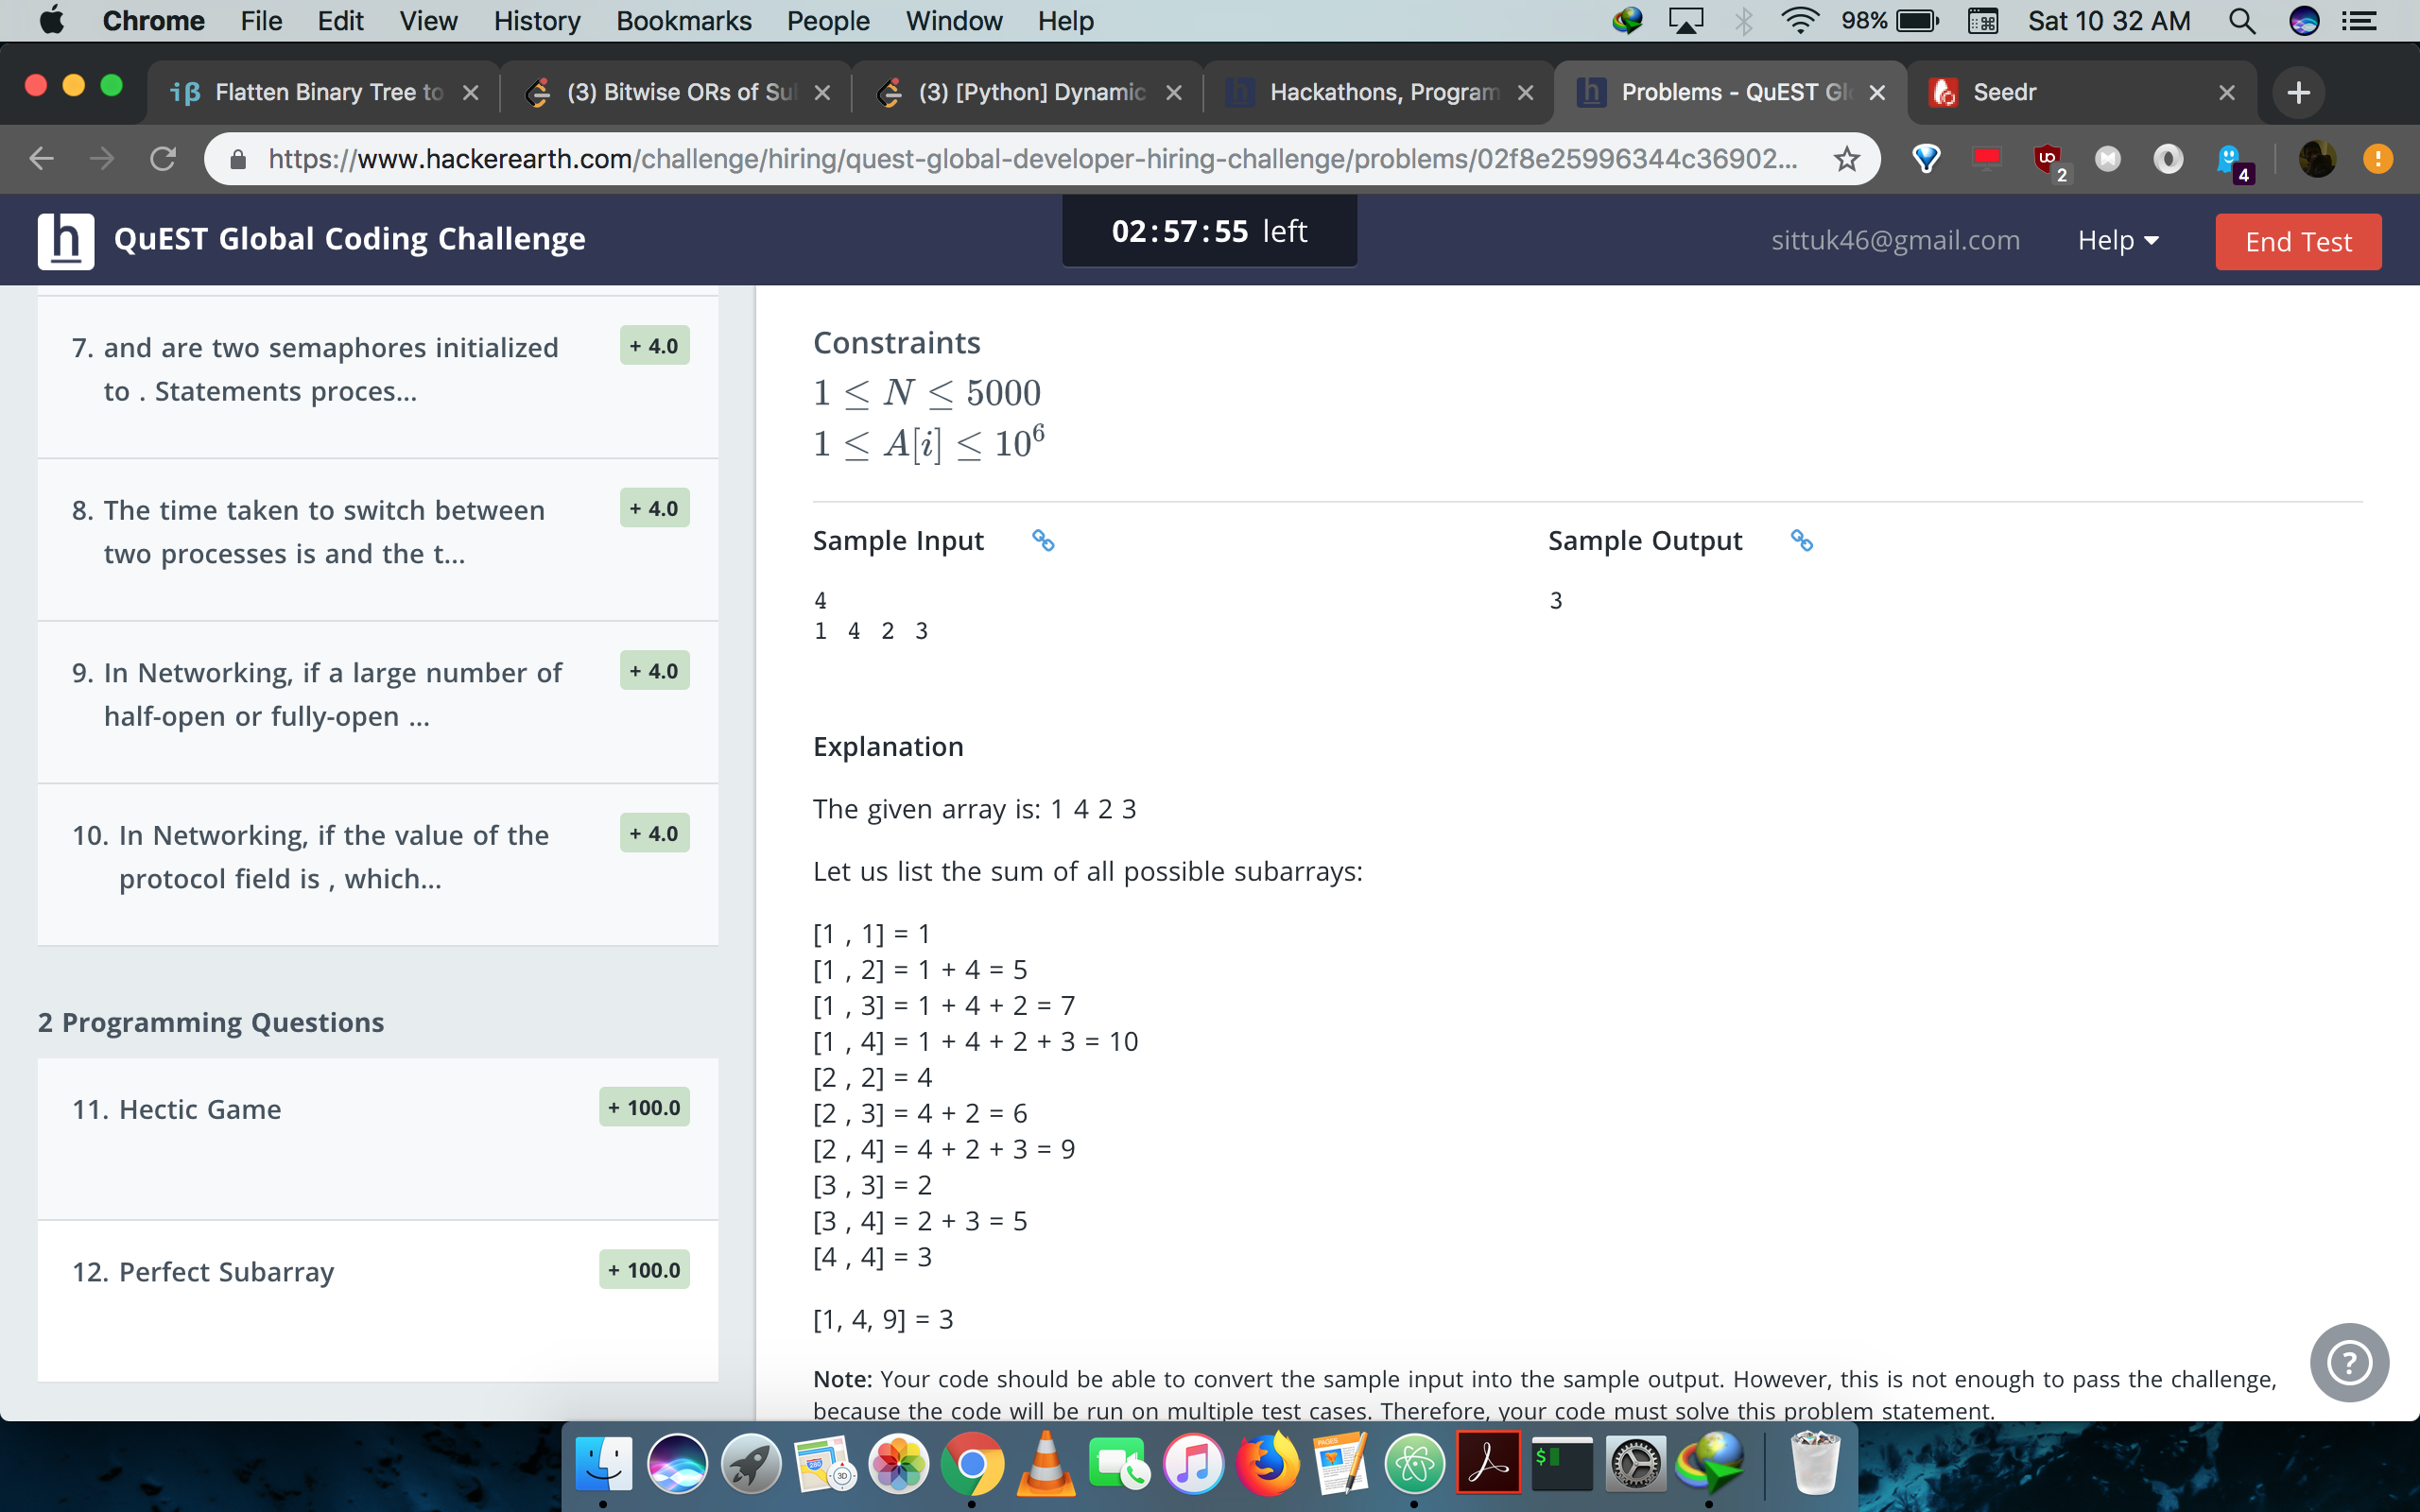 Chrome File Edit View History Bookmarks People Window Help 98% Sat 10 32 AM
Flatten Binary Tree to (3) Bitwise ORs of Su (3) [Python] Dynamic Hackathons, Program Problems - QuEST Gl Seedr
https://www.hackerearth.com/challenge/hiring/quest-global-developer-hiring-challenge/problems/02f8e25996344c36902... 2 4
h QuEST Global Coding Challenge 02:57:55 left sittuk46@gmail.com Help End Test
7. and are two semaphores initialized + 4.0
to . Statements proces...
8. The time taken to switch between + 4.0
two processes is and the t...
9. In Networking, if a large number of + 4.0
half-open or fully-open ...
10. In Networking, if the value of the + 4.0
protocol field is , which...
2 Programming Questions
11. Hectic Game + 100.0
12. Perfect Subarray + 100.0
Constraints
1 ≤ N ≤ 5000
1 ≤ A[i] ≤ 10⁶
Sample Input Sample Output
4 3
1 4 2 3
Explanation
The given array is: 1 4 2 3
Let us list the sum of all possible subarrays:
[1 , 1] = 1
[1 , 2] = 1 + 4 = 5
[1 , 3] = 1 + 4 + 2 = 7
[1 , 4] = 1 + 4 + 2 + 3 = 10
[2 , 2] = 4
[2 , 3] = 4 + 2 = 6
[2 , 4] = 4 + 2 + 3 = 9
[3 , 3] = 2
[3 , 4] = 2 + 3 = 5
[4 , 4] = 3
[1, 4, 9] = 3
Note: Your code should be able to convert the sample input into the sample output. However, this is not enough to pass the challenge,
because the code will be run on multiple test cases. Therefore, your code must solve this problem statement.